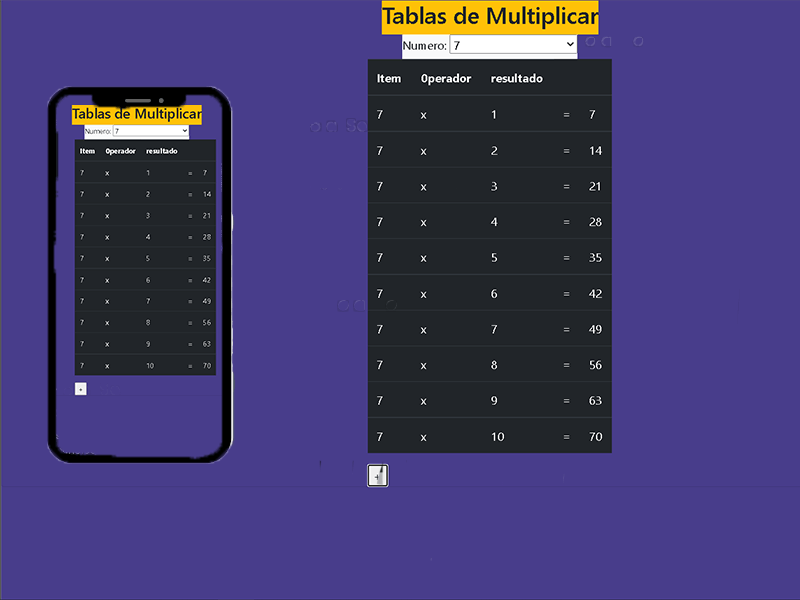 Tablas de Multiplicar
Numero: 7
Item Operador resultado
7 x 1 = 7
7 x 2 = 14
7 x 3 = 21
7 x 4 = 28
7 x 5 = 35
7 x 6 = 42
7 x 7 = 49
7 x 8 = 56
7 x 9 = 63
7 x 10 = 70
+
Tablas de Multiplicar
Numero: 7
Item Operador resultado
7 x 1 = 7
7 x 2 = 14
7 x 3 = 21
7 x 4 = 28
7 x 5 = 35
7 x 6 = 42
7 x 7 = 49
7 x 8 = 56
7 x 9 = 63
7 x 10 = 70
+